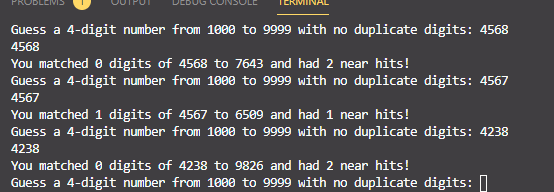 PROBLEMS 1 OUTPUT DEBUG CONSOLE TERMINAL
Guess a 4-digit number from 1000 to 9999 with no duplicate digits: 4568
4568
You matched 0 digits of 4568 to 7643 and had 2 near hits!
Guess a 4-digit number from 1000 to 9999 with no duplicate digits: 4567
4567
You matched 1 digits of 4567 to 6509 and had 1 near hits!
Guess a 4-digit number from 1000 to 9999 with no duplicate digits: 4238
4238
You matched 0 digits of 4238 to 9826 and had 2 near hits!
Guess a 4-digit number from 1000 to 9999 with no duplicate digits: